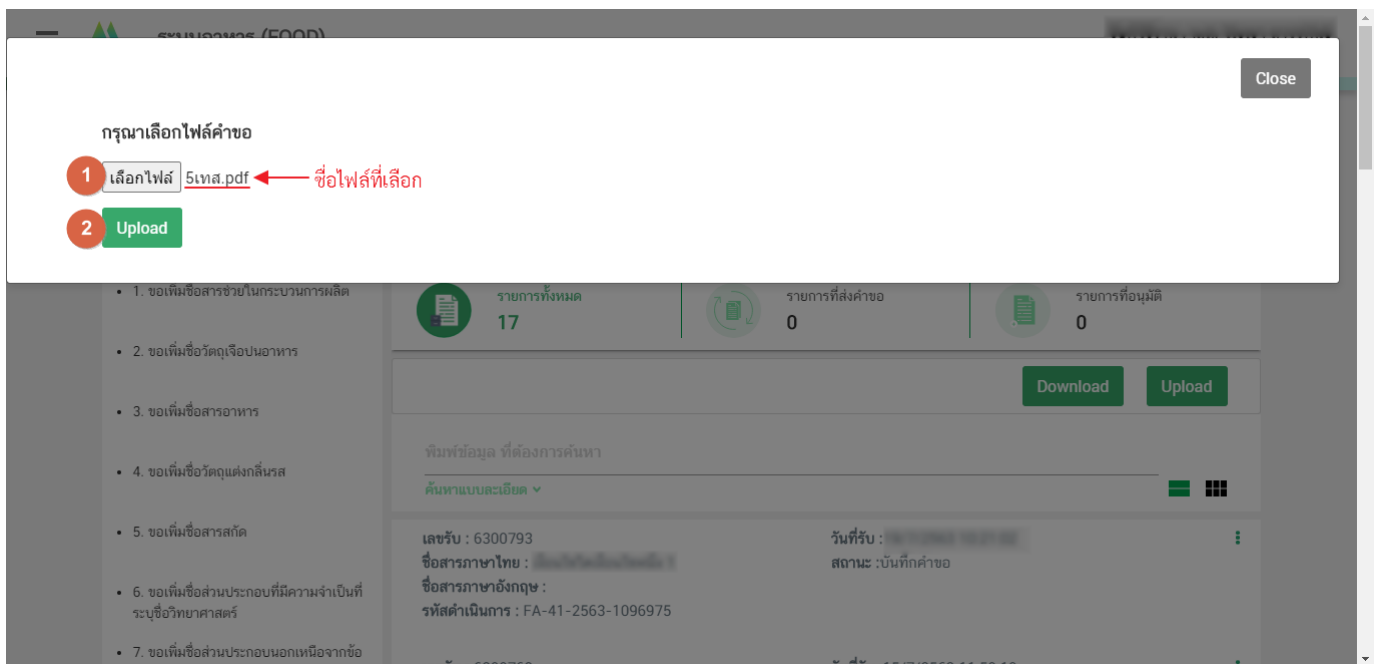 ระบบอาหาร (FOOD)
Close
กรุณาเลือกไฟล์คำขอ
1 เลือกไฟล์ 5เทส.pdf ชื่อไฟล์ที่เลือก
2 Upload
1. ขอเพิ่มชื่อสารช่วยในกระบวนการผลิต
รายการทั้งหมด
17
รายการที่ส่งคำขอ
0
รายการที่อนุมัติ
0
2. ขอเพิ่มชื่อวัตถุเจือปนอาหาร
Download Upload
3. ขอเพิ่มชื่อสารอาหาร
พิมพ์ข้อมูล ที่ต้องการค้นหา
4. ขอเพิ่มชื่อวัตถุแต่งกลิ่นรส
ค้นหาแบบละเอียด
5. ขอเพิ่มชื่อสารสกัด
เลขรับ : 6300793 วันที่รับ :
ชื่อสารภาษาไทย : สถานะ :บันทึกคำขอ
ชื่อสารภาษาอังกฤษ :
รหัสดำเนินการ : FA-41-2563-1096975
6. ขอเพิ่มชื่อส่วนประกอบที่มีความจำเป็นที่
ระบุชื่อวิทยาศาสตร์
7. ขอเพิ่มชื่อส่วนประกอบนอกเหนือจากข้อ